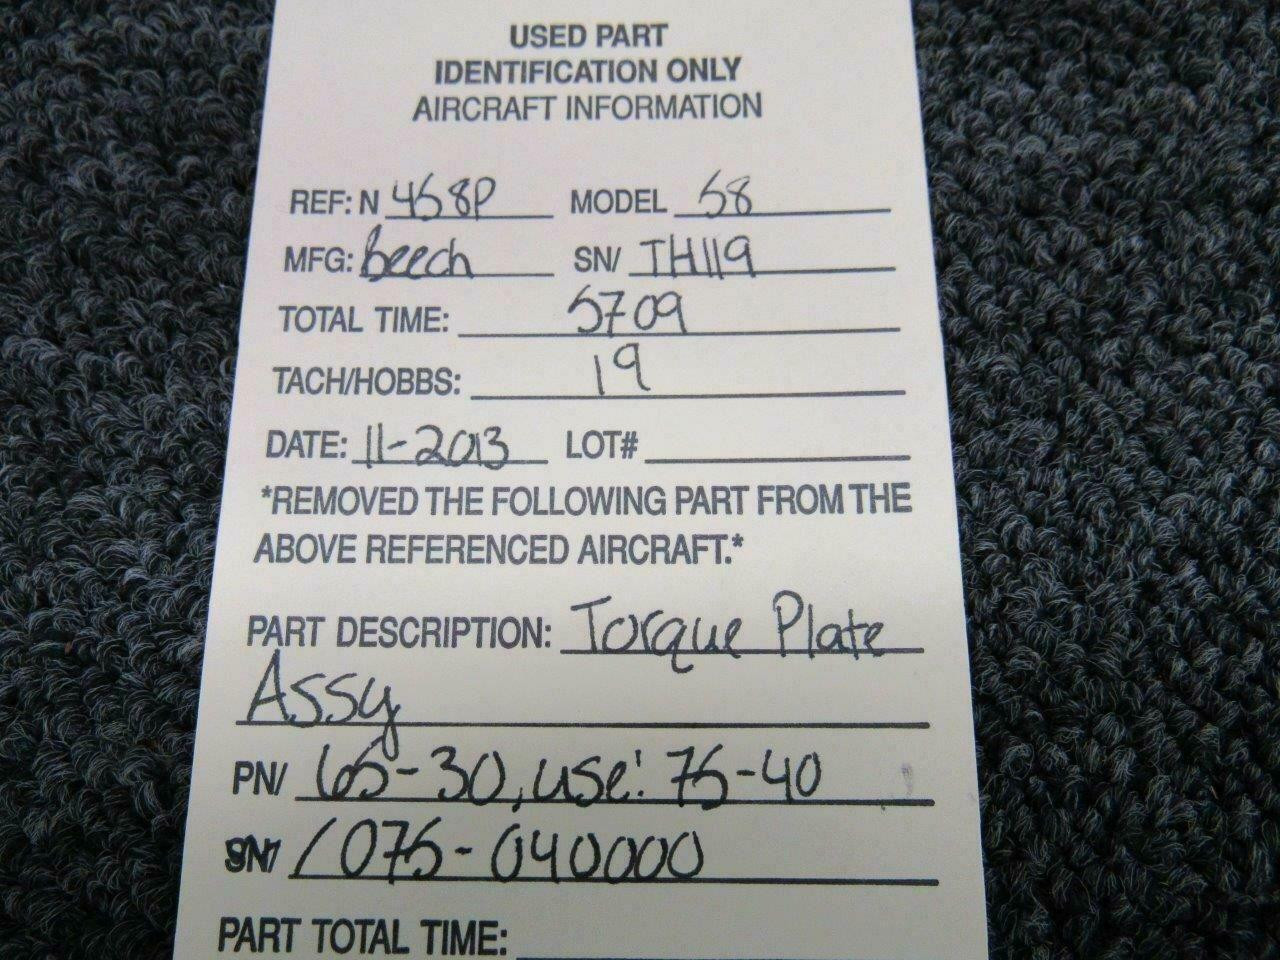 USED PART
IDENTIFICATION ONLY
AIRCRAFT INFORMATION
REF: N 458P MODEL 58
MFG: Beech SN/ TH119
TOTAL TIME: 5709
TACH/HOBBS: 19
DATE: 11-2013 LOT#
*REMOVED THE FOLLOWING PART FROM THE
ABOVE REFERENCED AIRCRAFT.*
PART DESCRIPTION: Torque Plate
Assy
PN/ 65-30, use: 75-40
SN/ / 075-040000
PART TOTAL TIME: